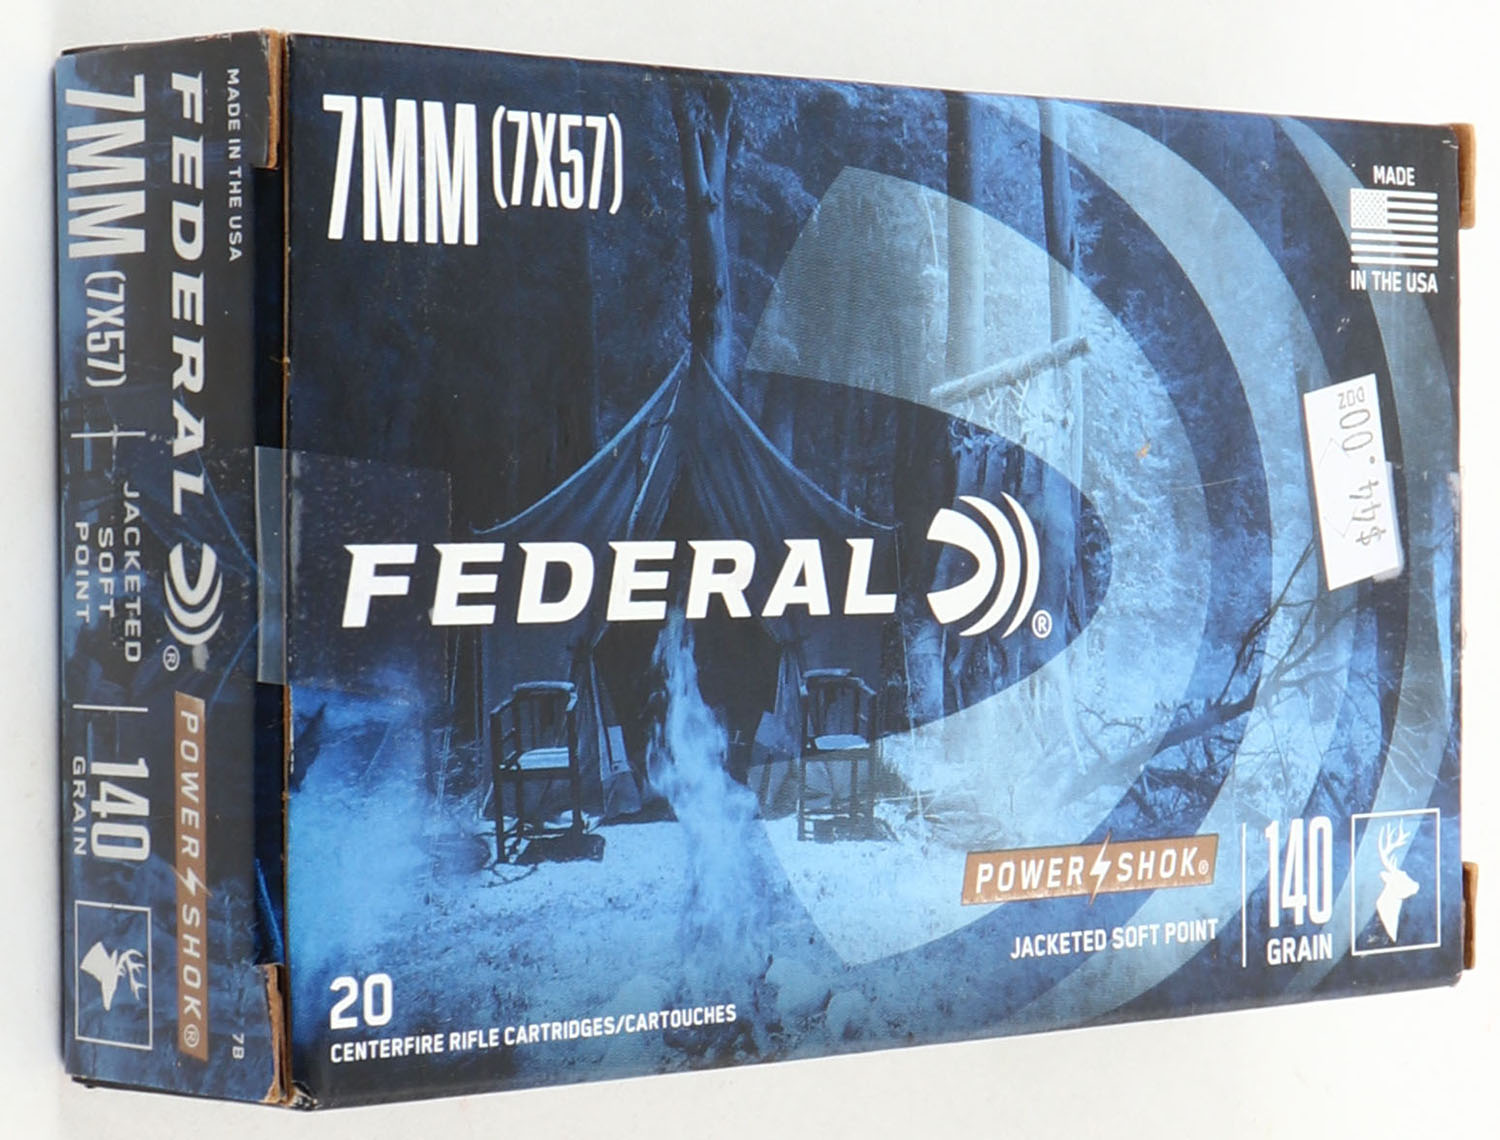 7MM (7X57)
MADE
IN THE USA
DDZ
$44.00
FEDERAL®
POWER SHOK®
JACKETED SOFT POINT
140
GRAIN
20
CENTERFIRE RIFLE CARTRIDGES/CARTOUCHES
MADE IN THE USA
FEDERAL®
7MM (7X57)
JACKETED
SOFT
POINT
140
GRAIN
POWER SHOK®
7B